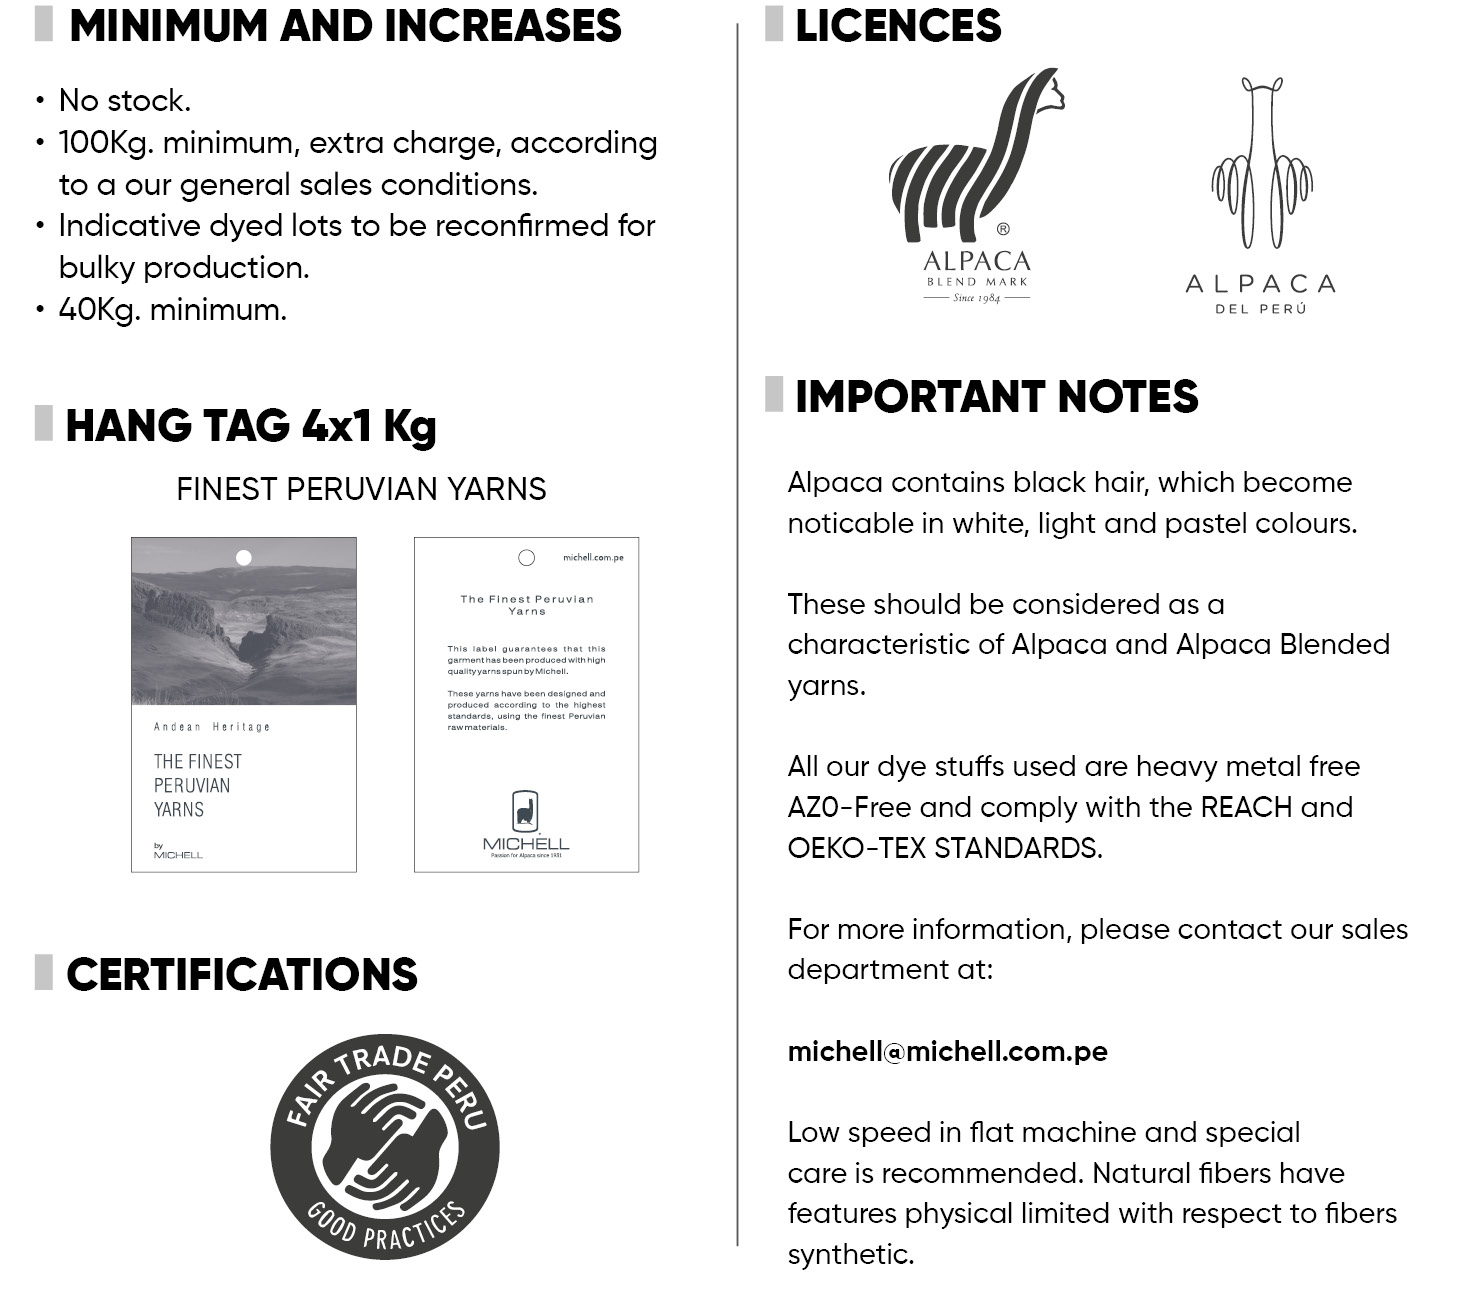 MINIMUM AND INCREASES
• No stock.
• 100Kg. minimum, extra charge, according
to a our general sales conditions.
• Indicative dyed lots to be reconfirmed for
bulky production.
• 40Kg. minimum.
HANG TAG 4x1 Kg
FINEST PERUVIAN YARNS
Andean Heritage
THE FINEST
PERUVIAN
YARNS
by
MICHELL
michell.com.pe
The Finest Peruvian
Yarns
This label guarantees that this
garment has been produced with high
quality yarns spun by Michell.
These yarns have been designed and
produced according to the highest
standards, using the finest Peruvian
raw materials.
MICHELL
Passion for Alpaca since 1931
CERTIFICATIONS
FAIR TRADE PERU
GOOD PRACTICES
LICENCES
®
ALPACA
BLEND MARK
Since 1984
ALPACA
DEL PERÚ
IMPORTANT NOTES
Alpaca contains black hair, which become
noticable in white, light and pastel colours.
These should be considered as a
characteristic of Alpaca and Alpaca Blended
yarns.
All our dye stuffs used are heavy metal free
AZ0-Free and comply with the REACH and
OEKO-TEX STANDARDS.
For more information, please contact our sales
department at:
michell@michell.com.pe
Low speed in flat machine and special
care is recommended. Natural fibers have
features physical limited with respect to fibers
synthetic.